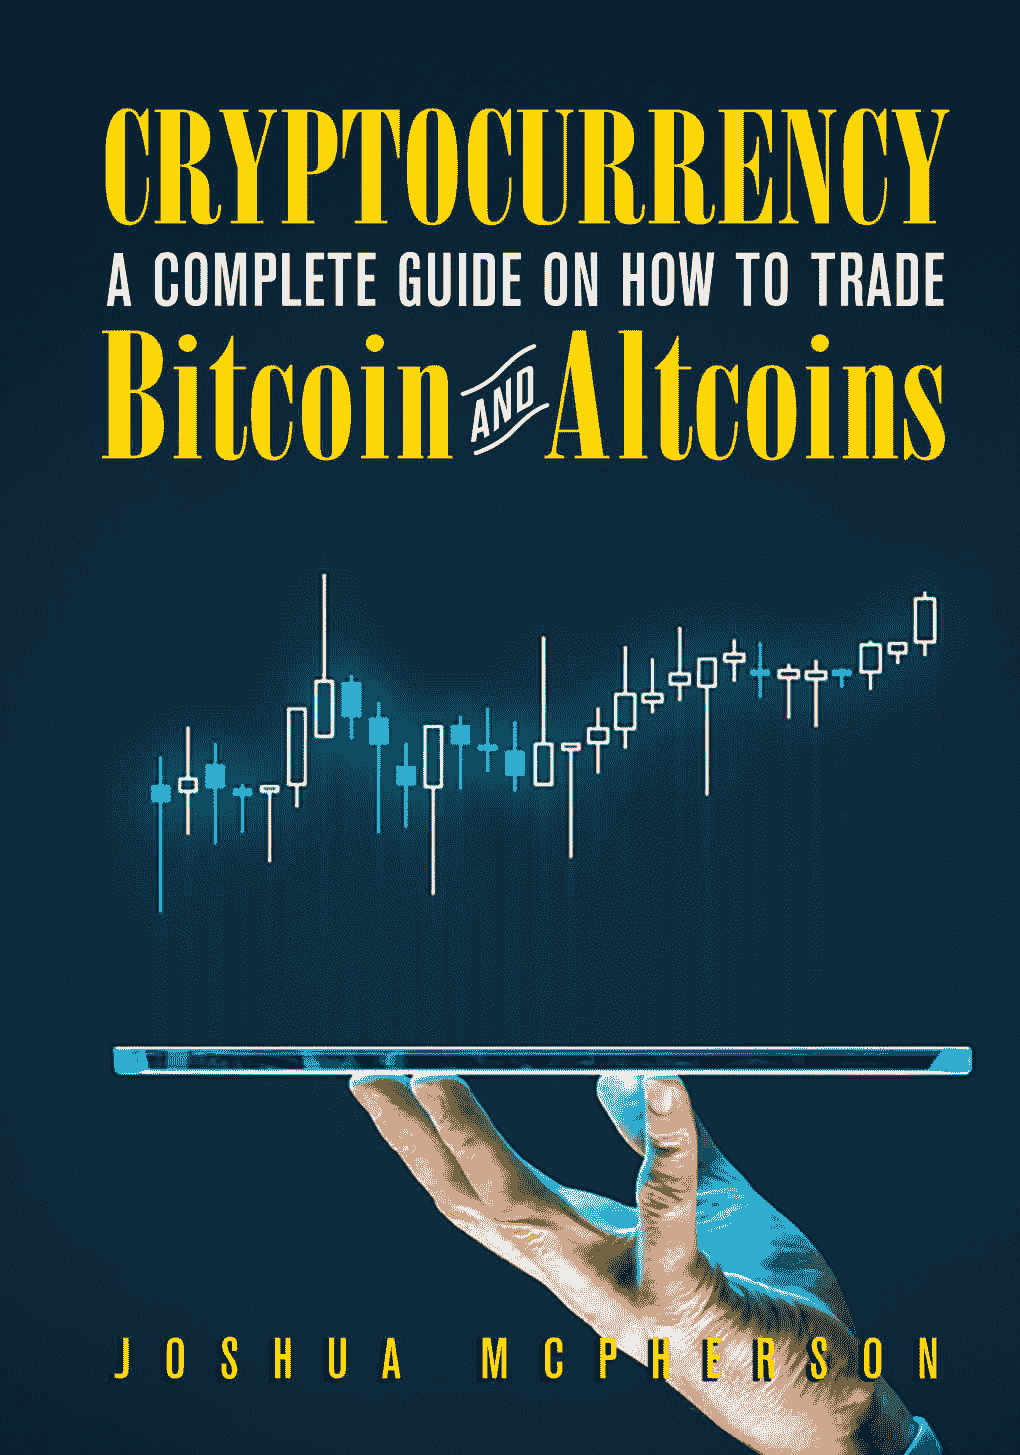 CRYPTOCURRENCY
A COMPLETE GUIDE ON HOW TO TRADE
Bitcoin AND Altcoins
JOSHUA MCPHERSON